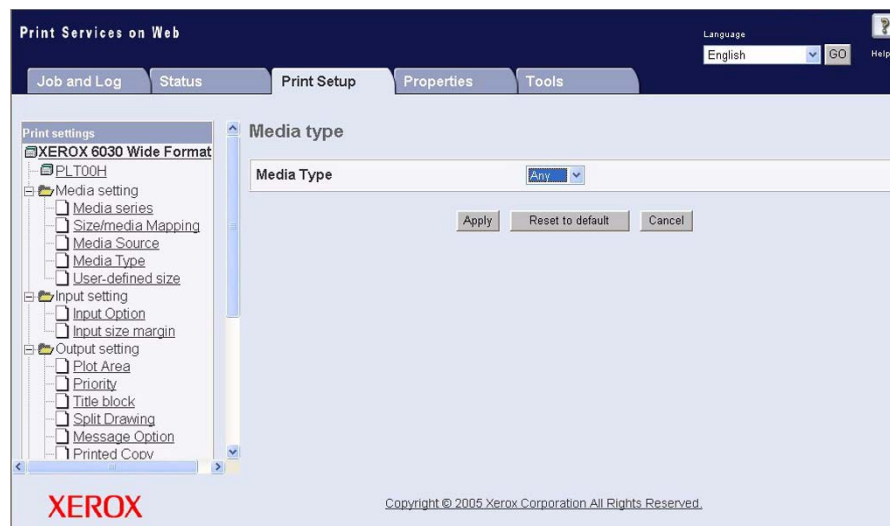 Print Services on Web
Language
English GO
Help
Job and Log Status Print Setup Properties Tools
Print settings
XEROX 6030 Wide Format
PLT00H
Media setting
Media series
Size/media Mapping
Media Source
Media Type
User-defined size
Input setting
Input Option
Input size margin
Output setting
Plot Area
Priority
Title block
Split Drawing
Message Option
Printed Copy
Media type
Media Type Any
Apply Reset to default Cancel
XEROX
Copyright © 2005 Xerox Corporation All Rights Reserved.